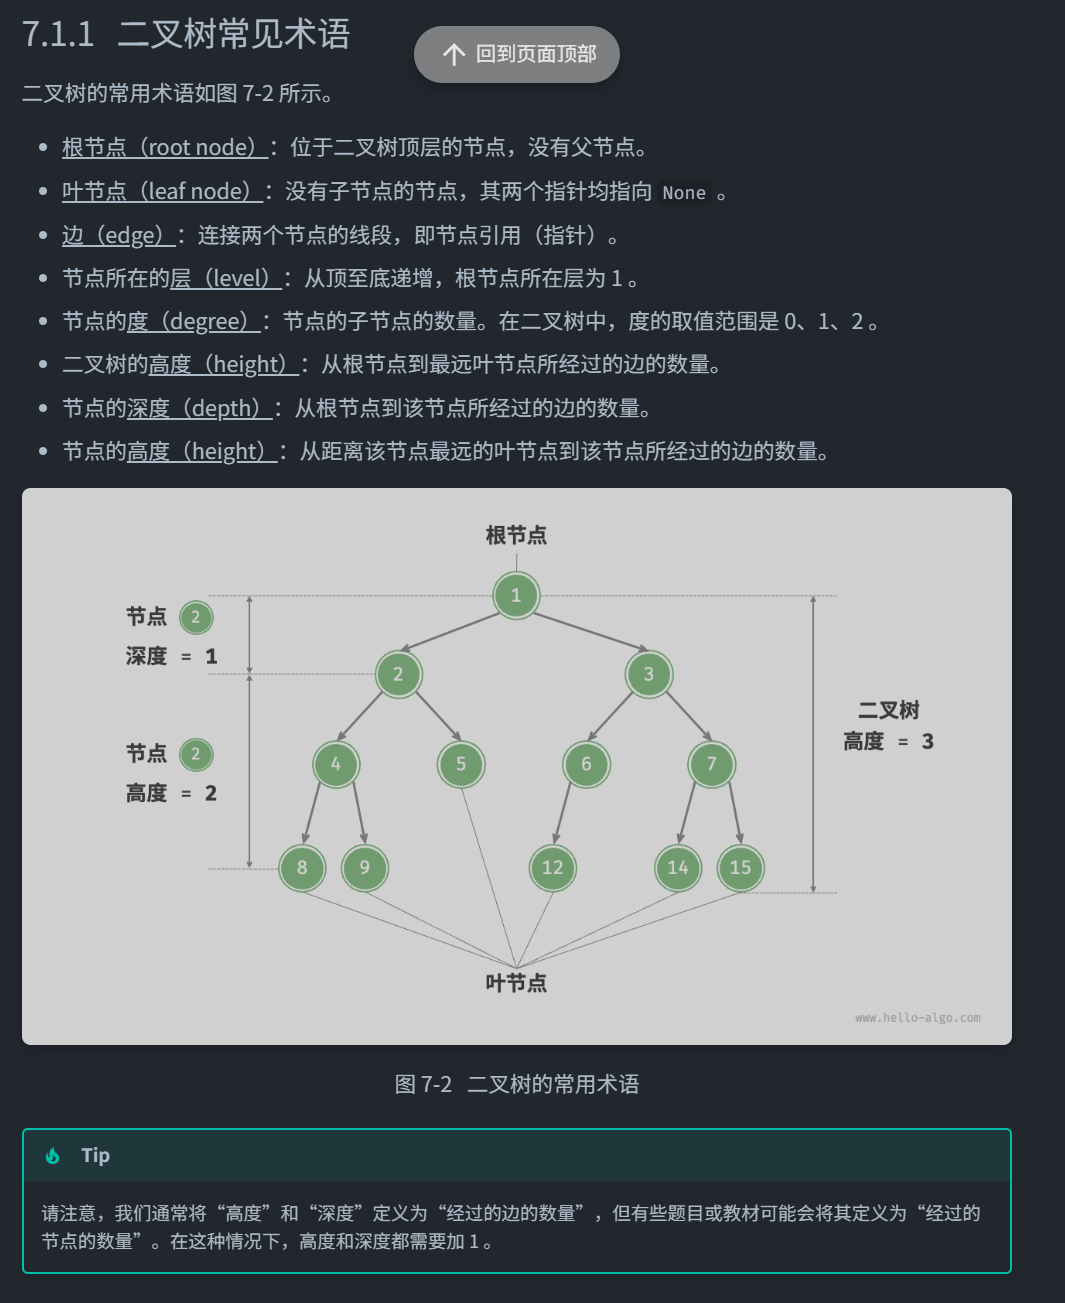 7.1.1 二叉树常见术语
回到页面顶部
二叉树的常用术语如图 7-2 所示。
根节点（root node）：位于二叉树顶层的节点，没有父节点。
叶节点（leaf node）：没有子节点的节点，其两个指针均指向 None 。
边（edge）：连接两个节点的线段，即节点引用（指针）。
节点所在的层（level）：从顶至底递增，根节点所在层为 1 。
节点的度（degree）：节点的子节点的数量。在二叉树中，度的取值范围是 0、1、2 。
二叉树的高度（height）：从根节点到最远叶节点所经过的边的数量。
节点的深度（depth）：从根节点到该节点所经过的边的数量。
节点的高度（height）：从距离该节点最远的叶节点到该节点所经过的边的数量。
根节点
1
节点 2
深度 = 1
2
3
二叉树
高度 = 3
节点 2
高度 = 2
4
5
6
7
8
9
12
14
15
叶节点
www.hello-algo.com
图 7-2 二叉树的常用术语
Tip
请注意，我们通常将“高度”和“深度”定义为“经过的边的数量”，但有些题目或教材可能会将其定义为“经过的
节点的数量”。在这种情况下，高度和深度都需要加 1 。